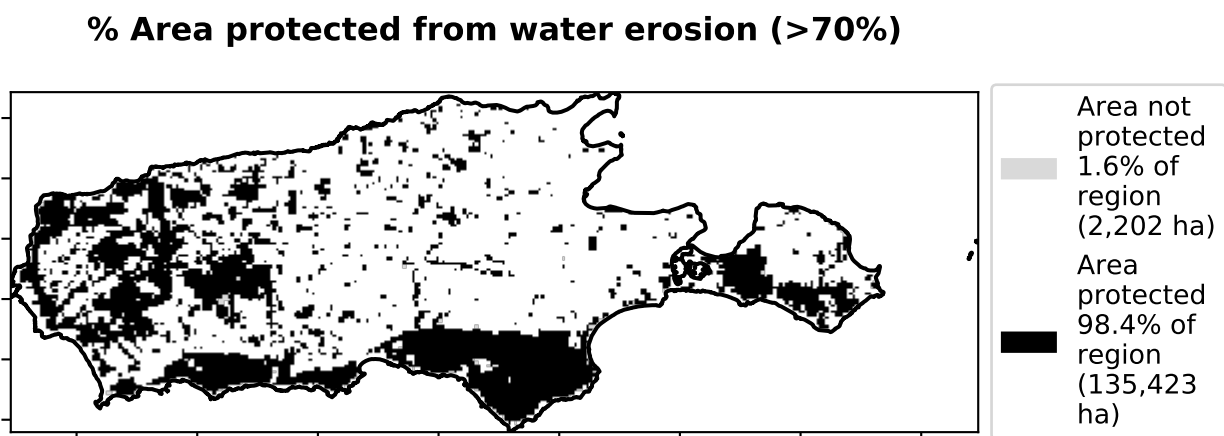 % Area protected from water erosion (>70%)
Area not
protected
1.6% of
region
(2,202 ha)
Area
protected
98.4% of
region
(135,423
ha)